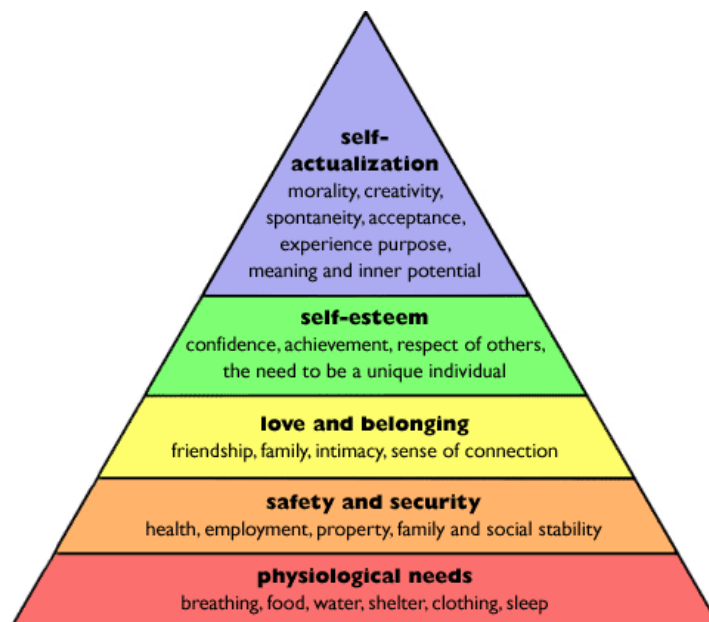 self-
actualization
morality, creativity,
spontaneity, acceptance,
experience purpose,
meaning and inner potential
self-esteem
confidence, achievement, respect of others,
the need to be a unique individual
love and belonging
friendship, family, intimacy, sense of connection
safety and security
health, employment, property, family and social stability
physiological needs
breathing, food, water, shelter, clothing, sleep